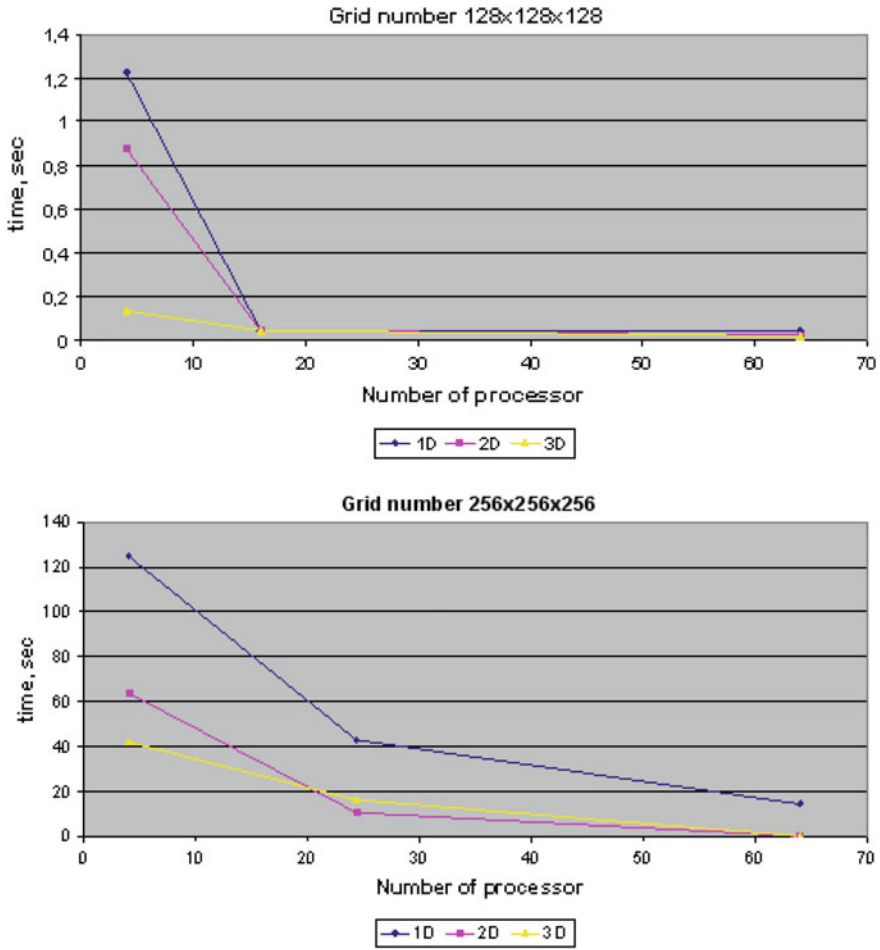 Grid number 128x128x128
1,4
1,2
1
0,8
0,6
0,4
0,2
0
time, sec
0 10 20 30 40 50 60 70
Number of processor
1D 2D 3D
Grid number 256x256x256
140
120
100
80
60
40
20
0
time, sec
0 10 20 30 40 50 60 70
Number of processor
1D 2D 3D